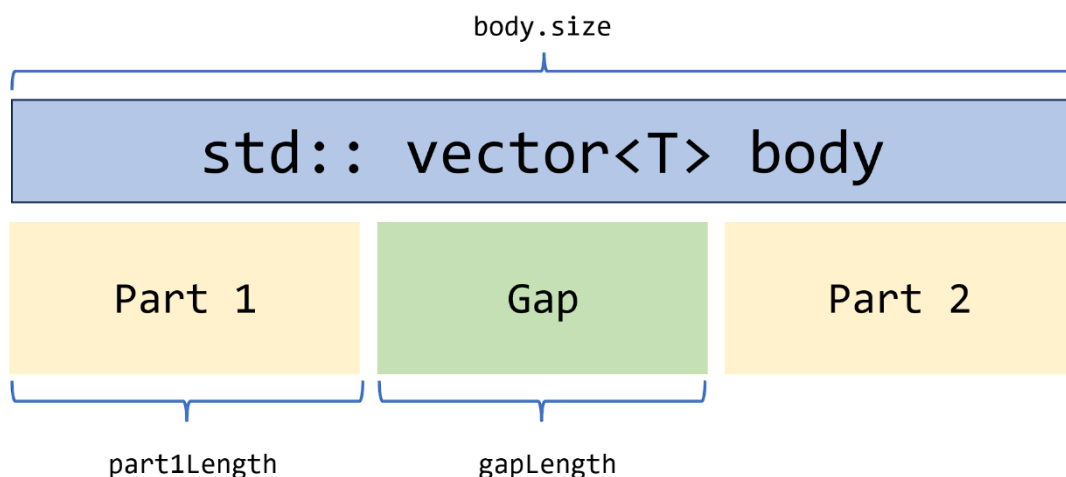 body.size
std:: vector<T> body
Part 1 Gap Part 2
part1Length gapLength